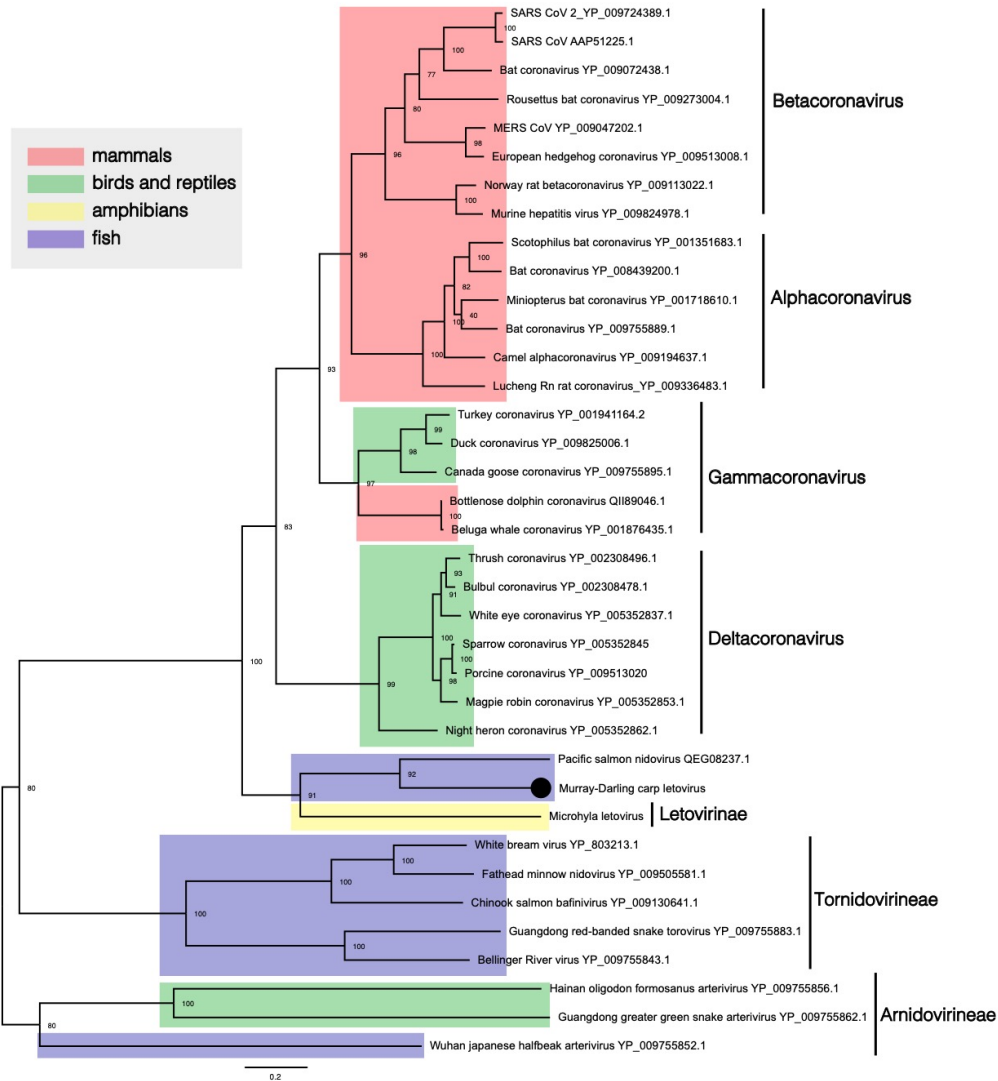 SARS CoV 2_YP_009724389.1
100
SARS CoV AAP51225.1
100
Bat coronavirus YP_009072438.1
77
Rousettus bat coronavirus YP_009273004.1
Betacoronavirus
80
MERS CoV YP_009047202.1
98
European hedgehog coronavirus YP_009513008.1
96
Norway rat betacoronavirus YP_009113022.1
100
Murine hepatitis virus YP_009824978.1
mammals
birds and reptiles
amphibians
fish
96
Scotophilus bat coronavirus YP_001351683.1
100
Bat coronavirus YP_008439200.1
82
Miniopterus bat coronavirus YP_001718610.1
Alphacoronavirus
40
100
Bat coronavirus YP_009755889.1
100
Camel alphacoronavirus YP_009194637.1
Lucheng Rn rat coronavirus_YP_009336483.1
93
Turkey coronavirus YP_001941164.2
99
Duck coronavirus YP_009825006.1
98
Canada goose coronavirus YP_009755895.1
Gammacoronavirus
97
Bottlenose dolphin coronavirus QII89046.1
100
Beluga whale coronavirus YP_001876435.1
83
Thrush coronavirus YP_002308496.1
93
Bulbul coronavirus YP_002308478.1
91
White eye coronavirus YP_005352837.1
Deltacoronavirus
100
Sparrow coronavirus YP_005352845
100
Porcine coronavirus YP_009513020
98
99
Magpie robin coronavirus YP_005352853.1
Night heron coronavirus YP_005352862.1
100
Pacific salmon nidovirus QEG08237.1
92
Murray-Darling carp letovirus
91
Microhyla letovirus
Letovirinae
80
White bream virus YP_803213.1
100
Fathead minnow nidovirus YP_009505581.1
100
Chinook salmon bafinivirus YP_009130641.1
Tornidovirineae
100
Guangdong red-banded snake torovirus YP_009755883.1
100
Bellinger River virus YP_009755843.1
Hainan oligodon formosanus arterivirus YP_009755856.1
100
Guangdong greater green snake arterivirus YP_009755862.1
Arnidovirineae
80
Wuhan japanese halfbeak arterivirus YP_009755852.1
0.2